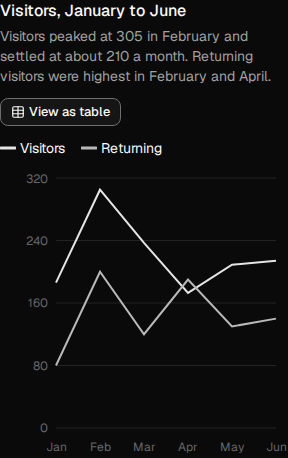 Visitors, January to June
Visitors peaked at 305 in February and
settled at about 210 a month. Returning
visitors were highest in February and April.
View as table
Visitors Returning
320
240
160
80
0
Jan Feb Mar Apr May Jun